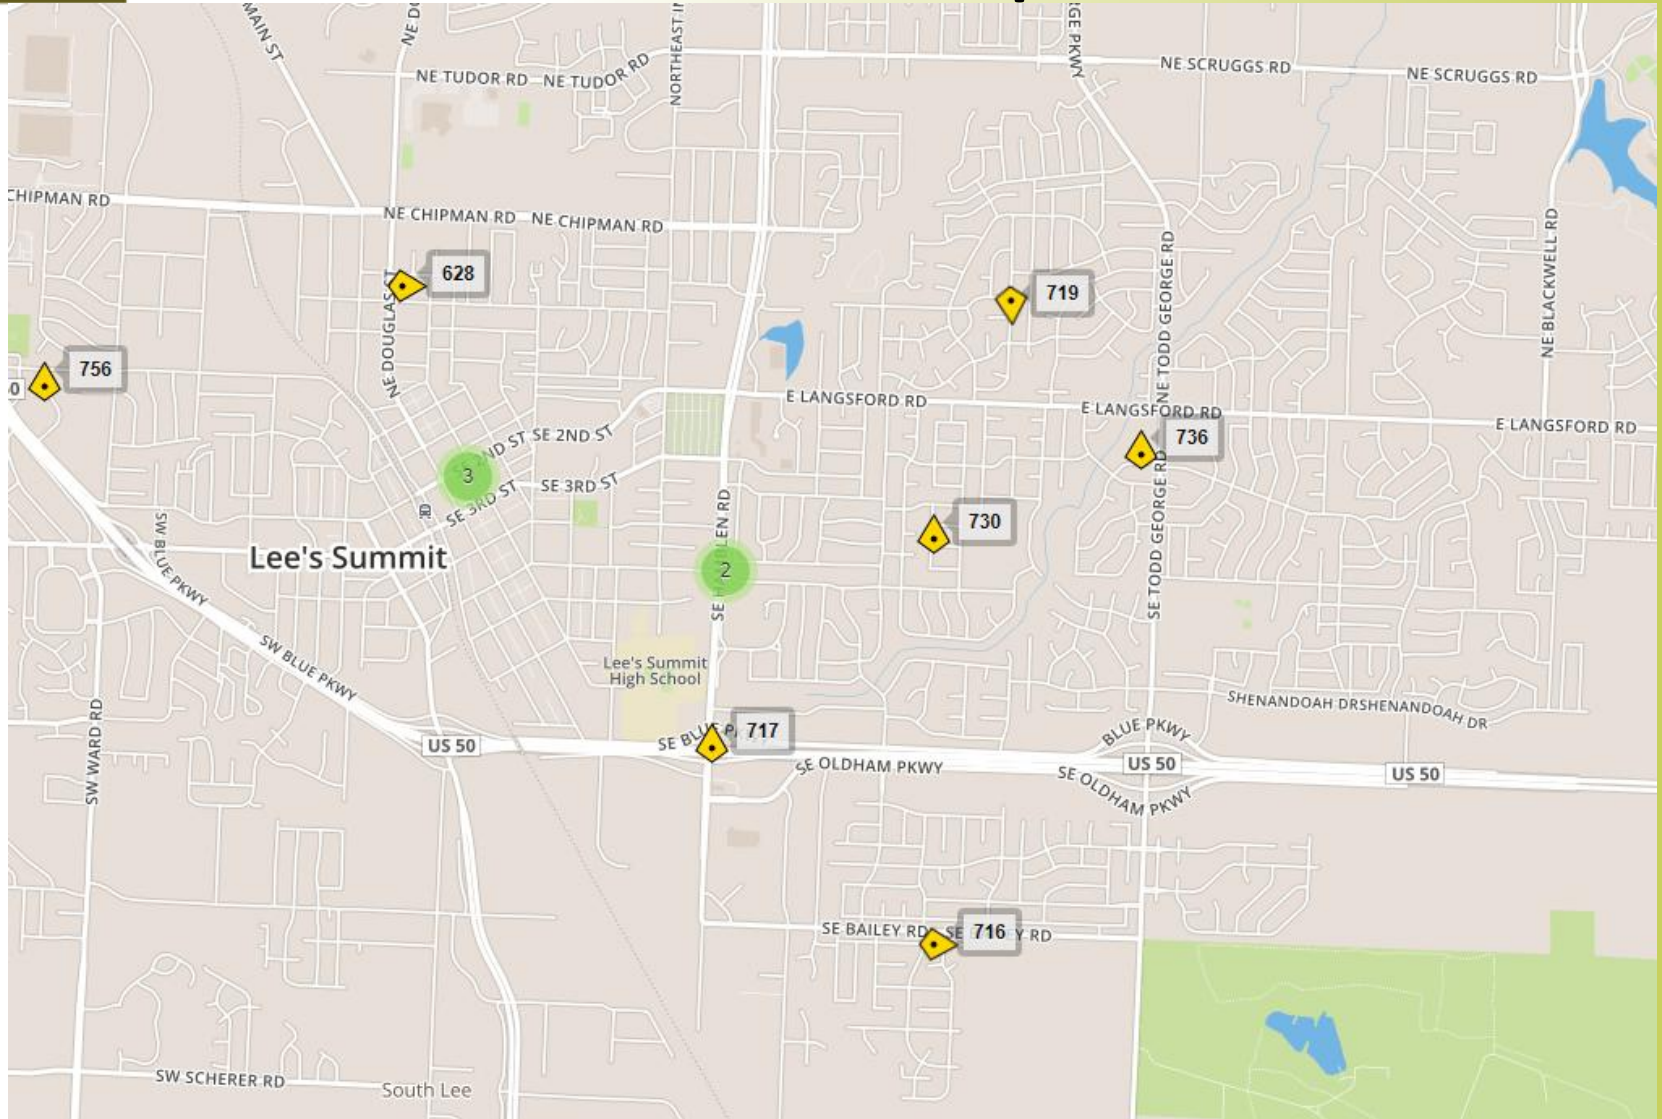 MAIN ST
NE TUDOR RD
NE TUDOR RD
NE SCRUGGS RD
NE SCRUGGS RD
CHIPMAN RD
NE CHIPMAN RD
NE CHIPMAN RD
628
719
NE DOUGLAS ST
NE TODD GEORGE RD
NE BLACKWELL RD
756
E LANGSFORD RD
E LANGSFORD RD
E LANGSFORD RD
736
SE 2ND ST
3
SE 3RD ST
SE 3RD ST
730
SW BLUE PKWY
Lee's Summit
2
SE TODD GEORGE RD
SW BLUE PKWY
Lee's Summit
High School
SHENANDOAH DR
SHENANDOAH DR
SW WARD RD
US 50
717
BLUE PKWY
SE OLDHAM PKWY
US 50
US 50
SE OLDHAM PKWY
SE BAILEY RD
716
SW SCHERER RD
South Lee